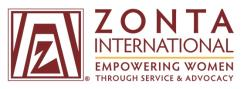 ZONTA
INTERNATIONAL
EMPOWERING WOMEN
® THROUGH SERVICE & ADVOCACY